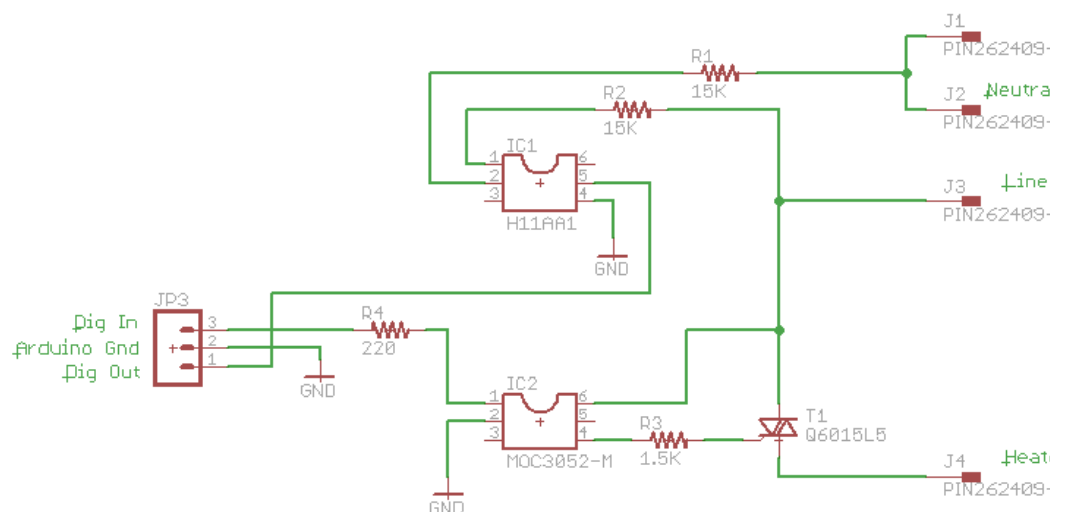 J1
PIN262409-
R1
15K
J2
Neutra
PIN262409-
R2
15K
IC1
1
2
3
6
5
4
H11AA1
J3
Line
PIN262409-
GND
JP3
Dig In
3
Arduino Gnd
2
Dig Out
1
R4
220
GND
IC2
1
2
3
6
5
4
MOC3052-M
R3
1.5K
T1
Q6015L5
J4
Heat
PIN262409-
GND